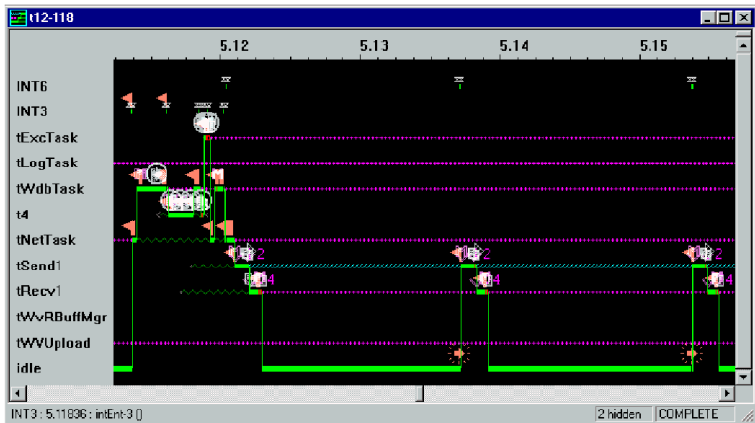 t12-118
5.12 5.13 5.14 5.15
INT6
INT3
tExcTask
tLogTask
tWdbTask
t4
tNetTask
tSend1 2 2 2
tRecv1 4 4 4
tWvRBuffMgr
tWVUpload
idle
INT3 : 5.11836 : intEnt-3 () 2 hidden COMPLETE